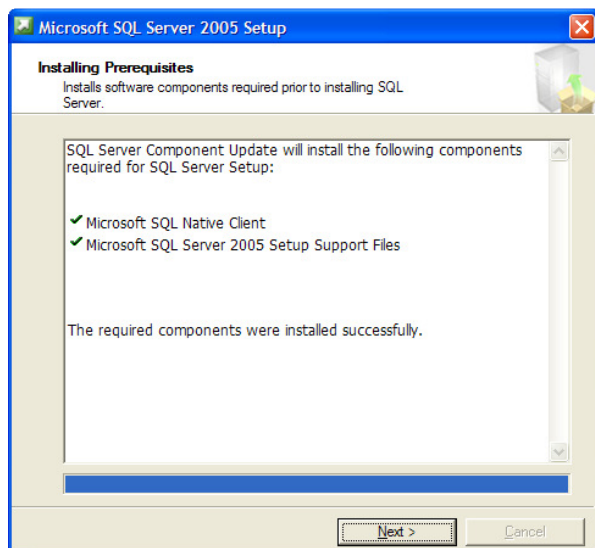 Microsoft SQL Server 2005 Setup
Installing Prerequisites
Installs software components required prior to installing SQL
Server.
SQL Server Component Update will install the following components
required for SQL Server Setup:
Microsoft SQL Native Client
Microsoft SQL Server 2005 Setup Support Files
The required components were installed successfully.
Next >
Cancel